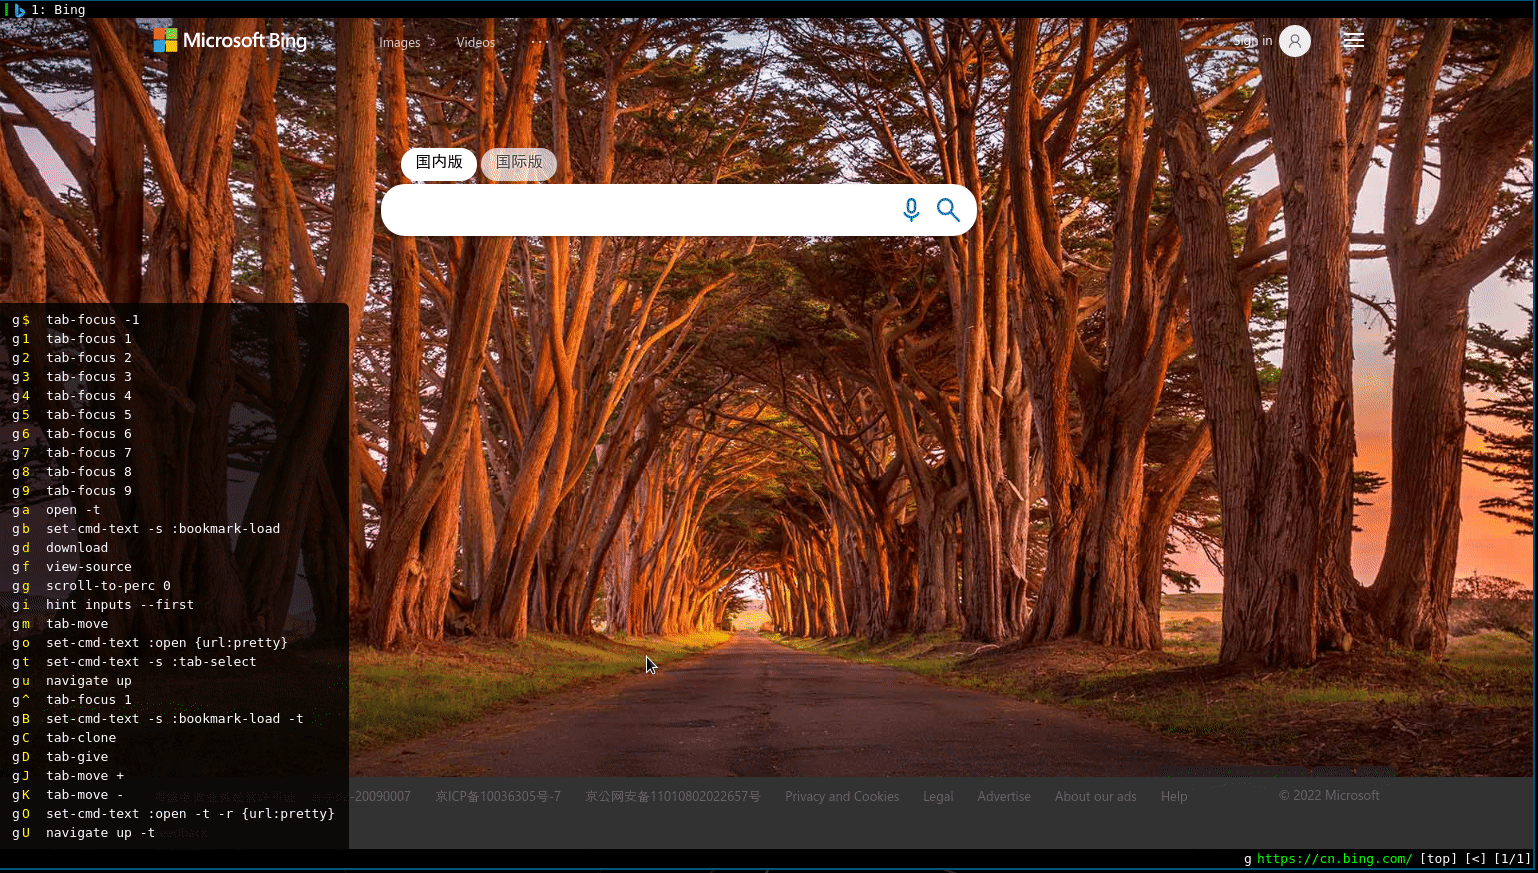 1: Bing
Microsoft Bing Images Videos ... Sign in
国内版 国际版
g$ tab-focus -1
g1 tab-focus 1
g2 tab-focus 2
g3 tab-focus 3
g4 tab-focus 4
g5 tab-focus 5
g6 tab-focus 6
g7 tab-focus 7
g8 tab-focus 8
g9 tab-focus 9
ga open -t
gb set-cmd-text -s :bookmark-load
gd download
gf view-source
gg scroll-to-perc 0
gi hint inputs --first
gm tab-move
go set-cmd-text :open {url:pretty}
gt set-cmd-text -s :tab-select
gu navigate up
g^ tab-focus 1
gB set-cmd-text -s :bookmark-load -t
gC tab-clone
gD tab-give
gJ tab-move +
gK tab-move -
gO set-cmd-text :open -t -r {url:pretty}
gU navigate up -t
-20090007 京ICP备10036305号-7 京公网安备11010802022657号 Privacy and Cookies Legal Advertise About our ads Help © 2022 Microsoft
g https://cn.bing.com/ [top] [<] [1/1]